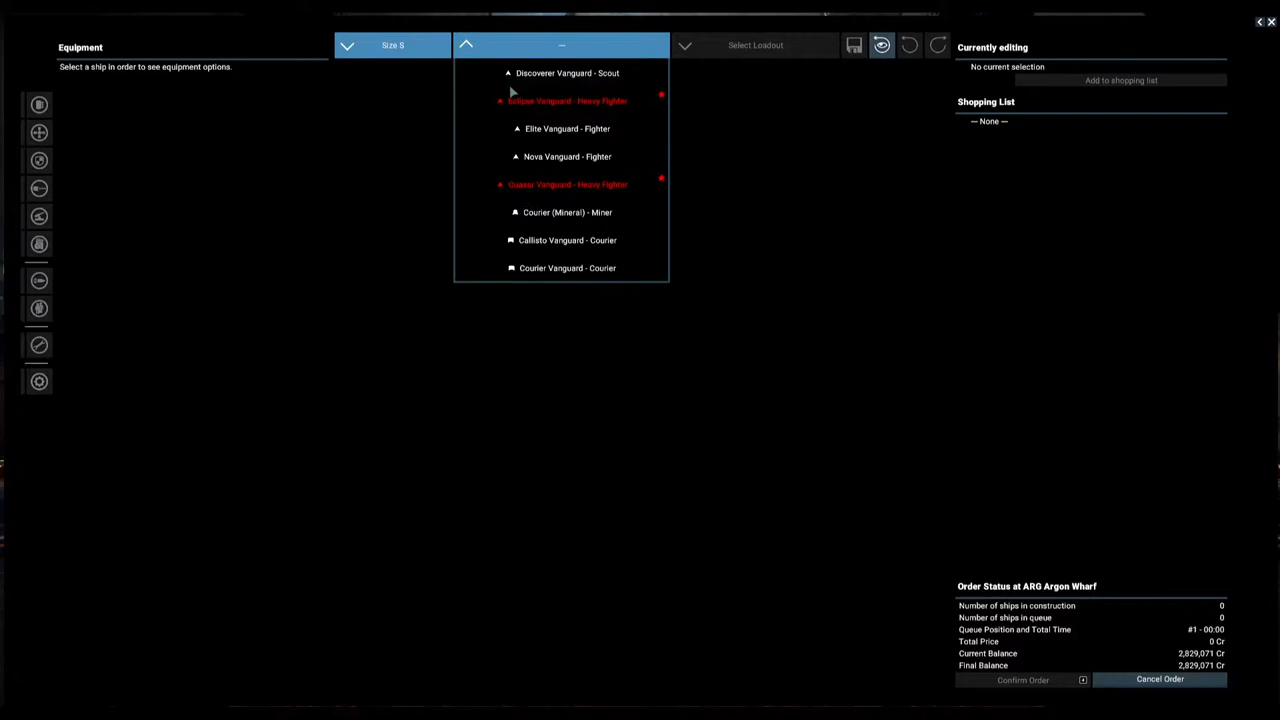 Equipment
Select a ship in order to see equipment options.
Size S
—
Select Loadout
Discoverer Vanguard - Scout
Eclipse Vanguard - Heavy Fighter
Elite Vanguard - Fighter
Nova Vanguard - Fighter
Quasar Vanguard - Heavy Fighter
Courier (Mineral) - Miner
Callisto Vanguard - Courier
Courier Vanguard - Courier
Currently editing
No current selection
Add to shopping list
Shopping List
— None —
Order Status at ARG Argon Wharf
Number of ships in construction 0
Number of ships in queue 0
Queue Position and Total Time #1 - 00:00
Total Price 0 Cr
Current Balance 2,829,071 Cr
Final Balance 2,829,071 Cr
Confirm Order
Cancel Order